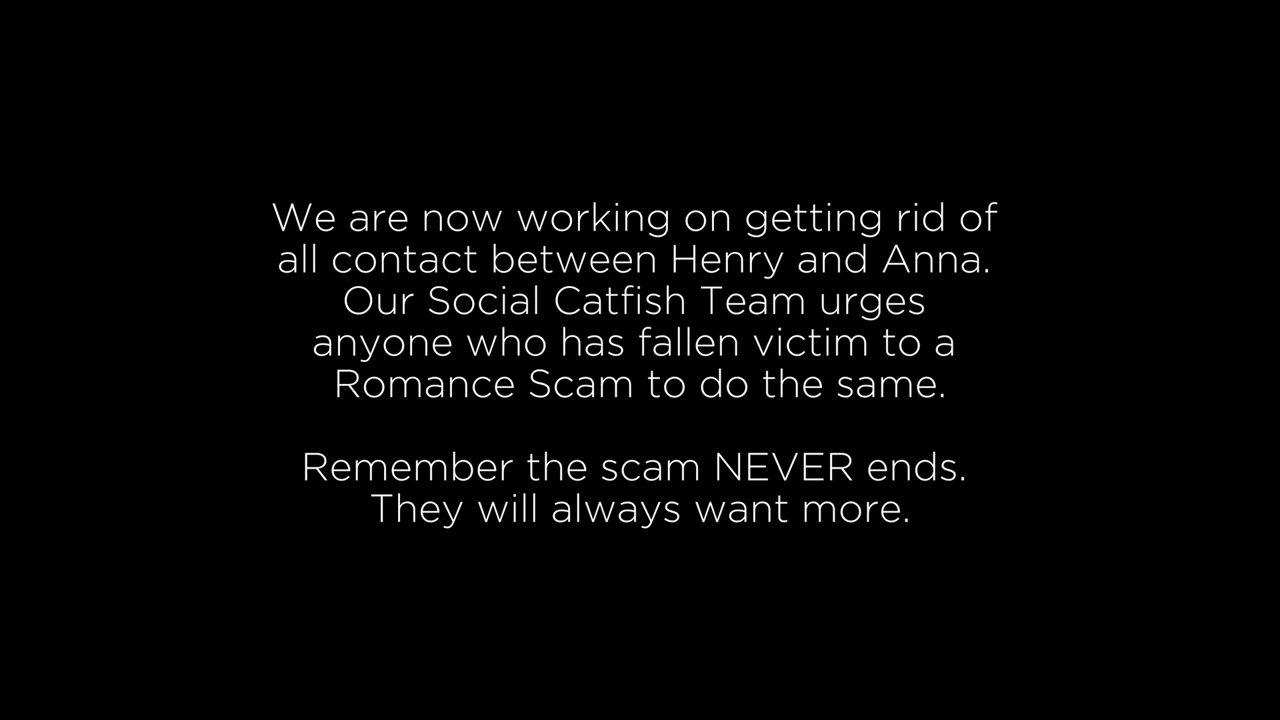 We are now working on getting rid of
all contact between Henry and Anna.
Our Social Catfish Team urges
anyone who has fallen victim to a
Romance Scam to do the same.
Remember the scam NEVER ends.
They will always want more.